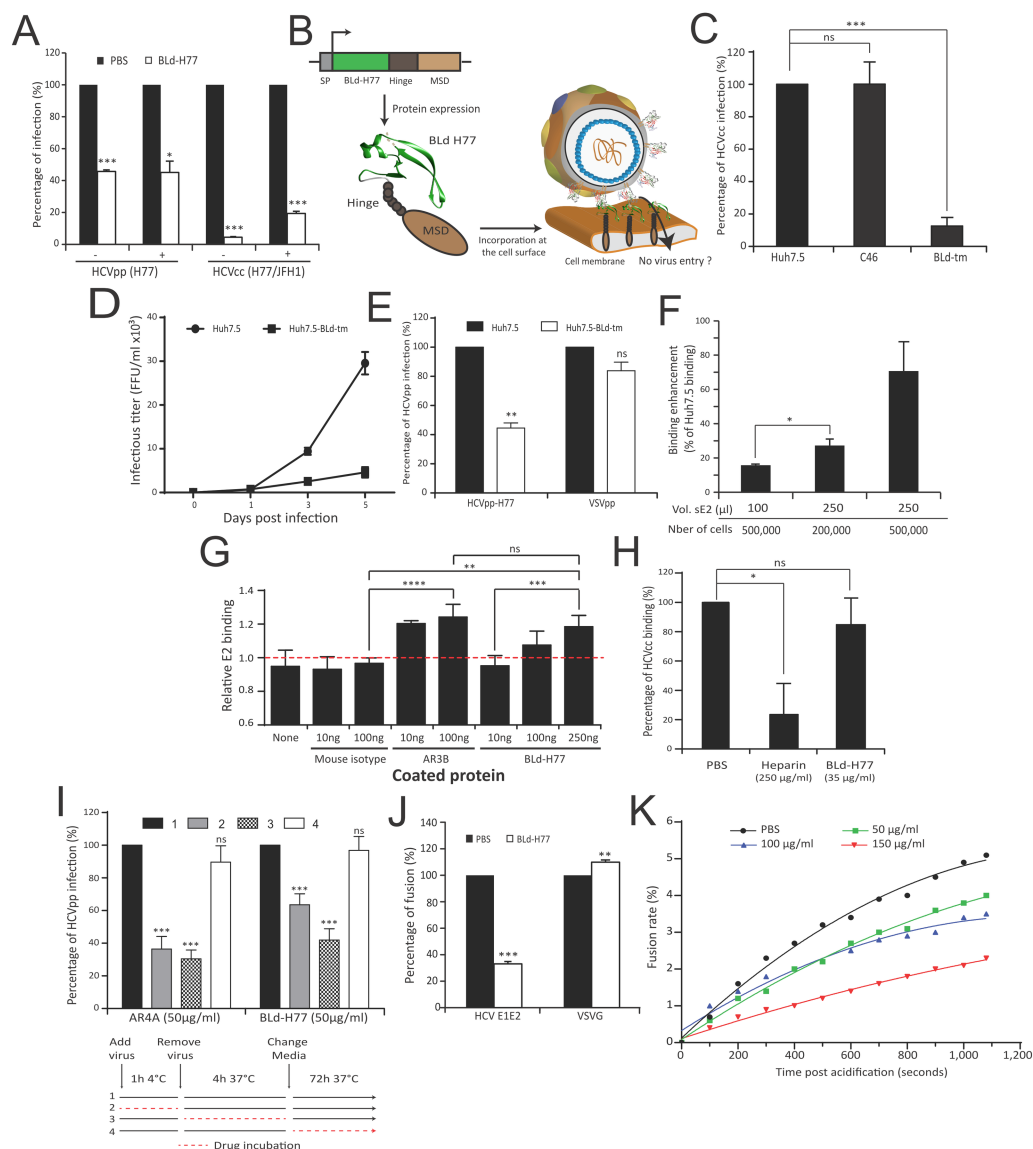 A
PBS
BLd-H77
Percentage of infection (%)
120
100
80
60
40
20
0
***
*
***
***
-
+
-
+
HCVpp (H77)
HCVcc (H77/JFH1)
B
SP
BLd-H77
Hinge
MSD
Protein expression
BLd H77
Hinge
MSD
Incorporation at
the cell surface
Cell membrane
No virus entry ?
C
***
ns
Percentage of HCVcc infection (%)
120
100
80
60
40
20
0
Huh7.5
C46
BLd-tm
D
Huh7.5
Huh7.5-BLd-tm
Infectious titer (FFU/ml x10³)
40
30
20
10
0
0
1
3
5
Days post infection
E
Huh7.5
Huh7.5-BLd-tm
Percentage of HCVpp infection (%)
120
100
80
60
40
20
0
**
ns
HCVpp-H77
VSVpp
F
Binding enhancement
(% of Huh7.5 binding)
100
80
60
40
20
0
*
Vol. sE2 (µl)
100
250
250
Nber of cells
500,000
200,000
500,000
G
ns
**
****
***
Relative E2 binding
1.4
1.2
1.0
0.8
0.6
None
10ng
100ng
10ng
100ng
10ng
100ng
250ng
Mouse isotype
AR3B
BLd-H77
Coated protein
H
ns
*
Percentage of HCVcc binding (%)
120
100
80
60
40
20
0
PBS
Heparin
(250 µg/ml)
BLd-H77
(35 µg/ml)
I
1
2
3
4
Percentage of HCVpp infection (%)
120
100
80
60
40
20
0
***
***
ns
***
***
ns
AR4A (50µg/ml)
BLd-H77 (50µg/ml)
Add
virus
Remove
virus
Change
Media
1h 4°C
4h 37°C
72h 37°C
1
2
3
4
Drug incubation
J
PBS
BLd-H77
Percentage of fusion (%)
140
120
100
80
60
40
20
0
***
**
HCV E1E2
VSVG
K
PBS
50 µg/ml
100 µg/ml
150 µg/ml
Fusion rate (%)
6
5
4
3
2
1
0
0
200
400
600
800
1,000
1,200
Time post acidification (seconds)